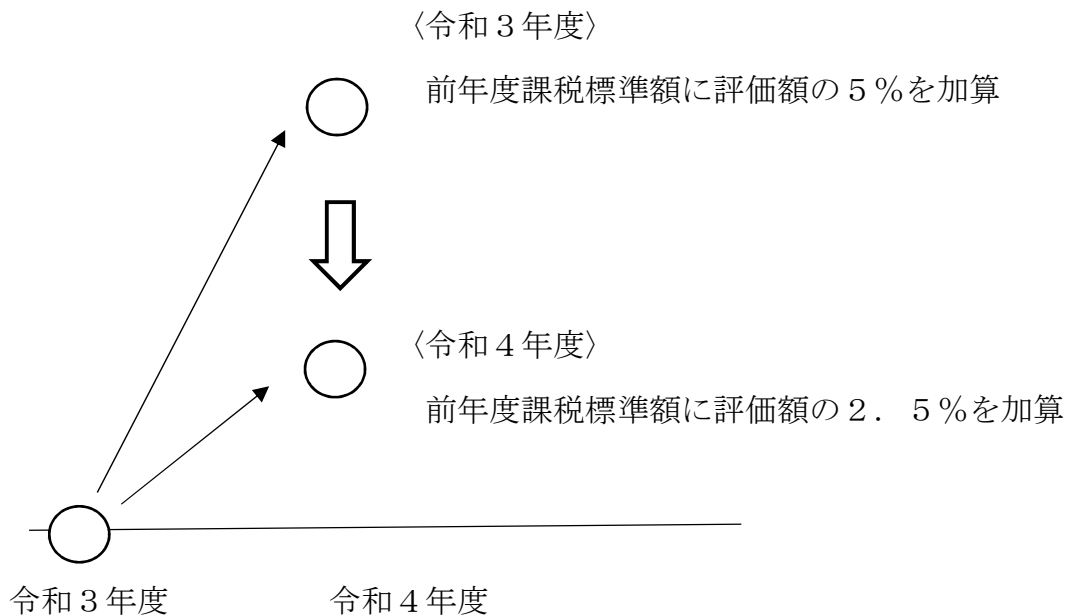 〈令和３年度〉
前年度課税標準額に評価額の５％を加算
〈令和４年度〉
前年度課税標準額に評価額の２．５％を加算
令和３年度
令和４年度